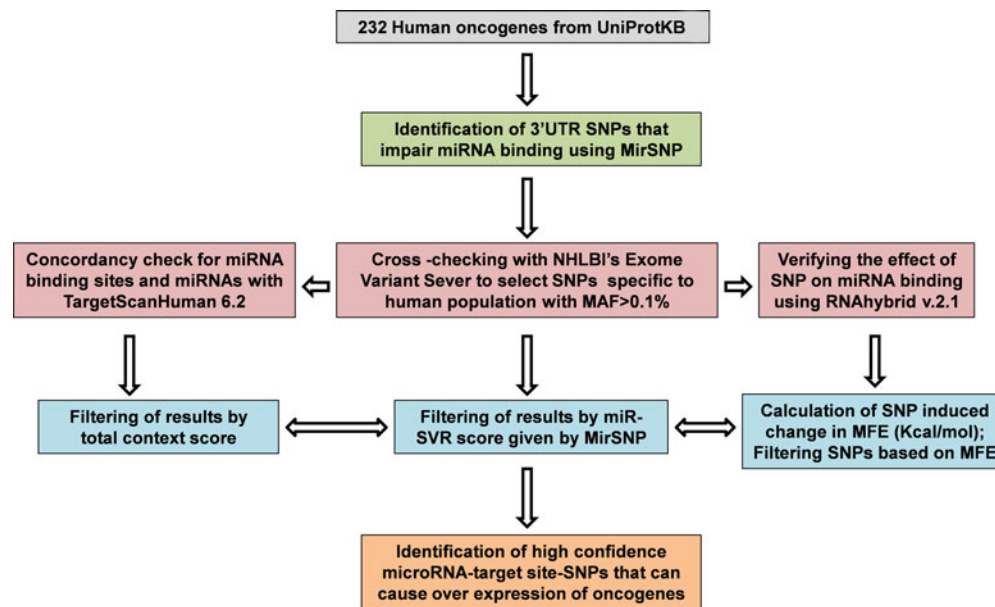 232 Human oncogenes from UniProtKB
Identification of 3'UTR SNPs that
impair miRNA binding using MirSNP
Concordancy check for miRNA
binding sites and miRNAs with
TargetScanHuman 6.2
Cross -checking with NHLBI's Exome
Variant Sever to select SNPs specific to
human population with MAF>0.1%
Verifying the effect of
SNP on miRNA binding
using RNAhybrid v.2.1
Filtering of results by
total context score
Filtering of results by miR-
SVR score given by MirSNP
Calculation of SNP induced
change in MFE (Kcal/mol);
Filtering SNPs based on MFE
Identification of high confidence
microRNA-target site-SNPs that can
cause over expression of oncogenes